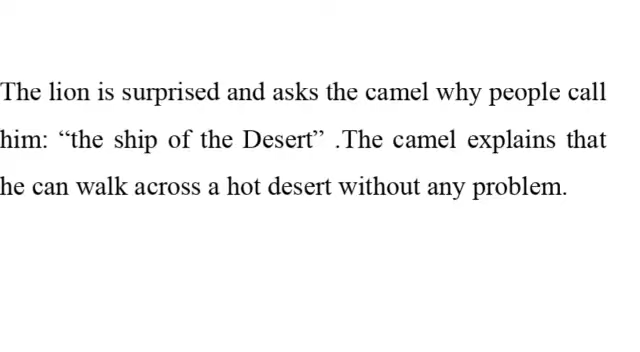 The lion is surprised and asks the camel why people call
him: “the ship of the Desert” .The camel explains that
he can walk across a hot desert without any problem.